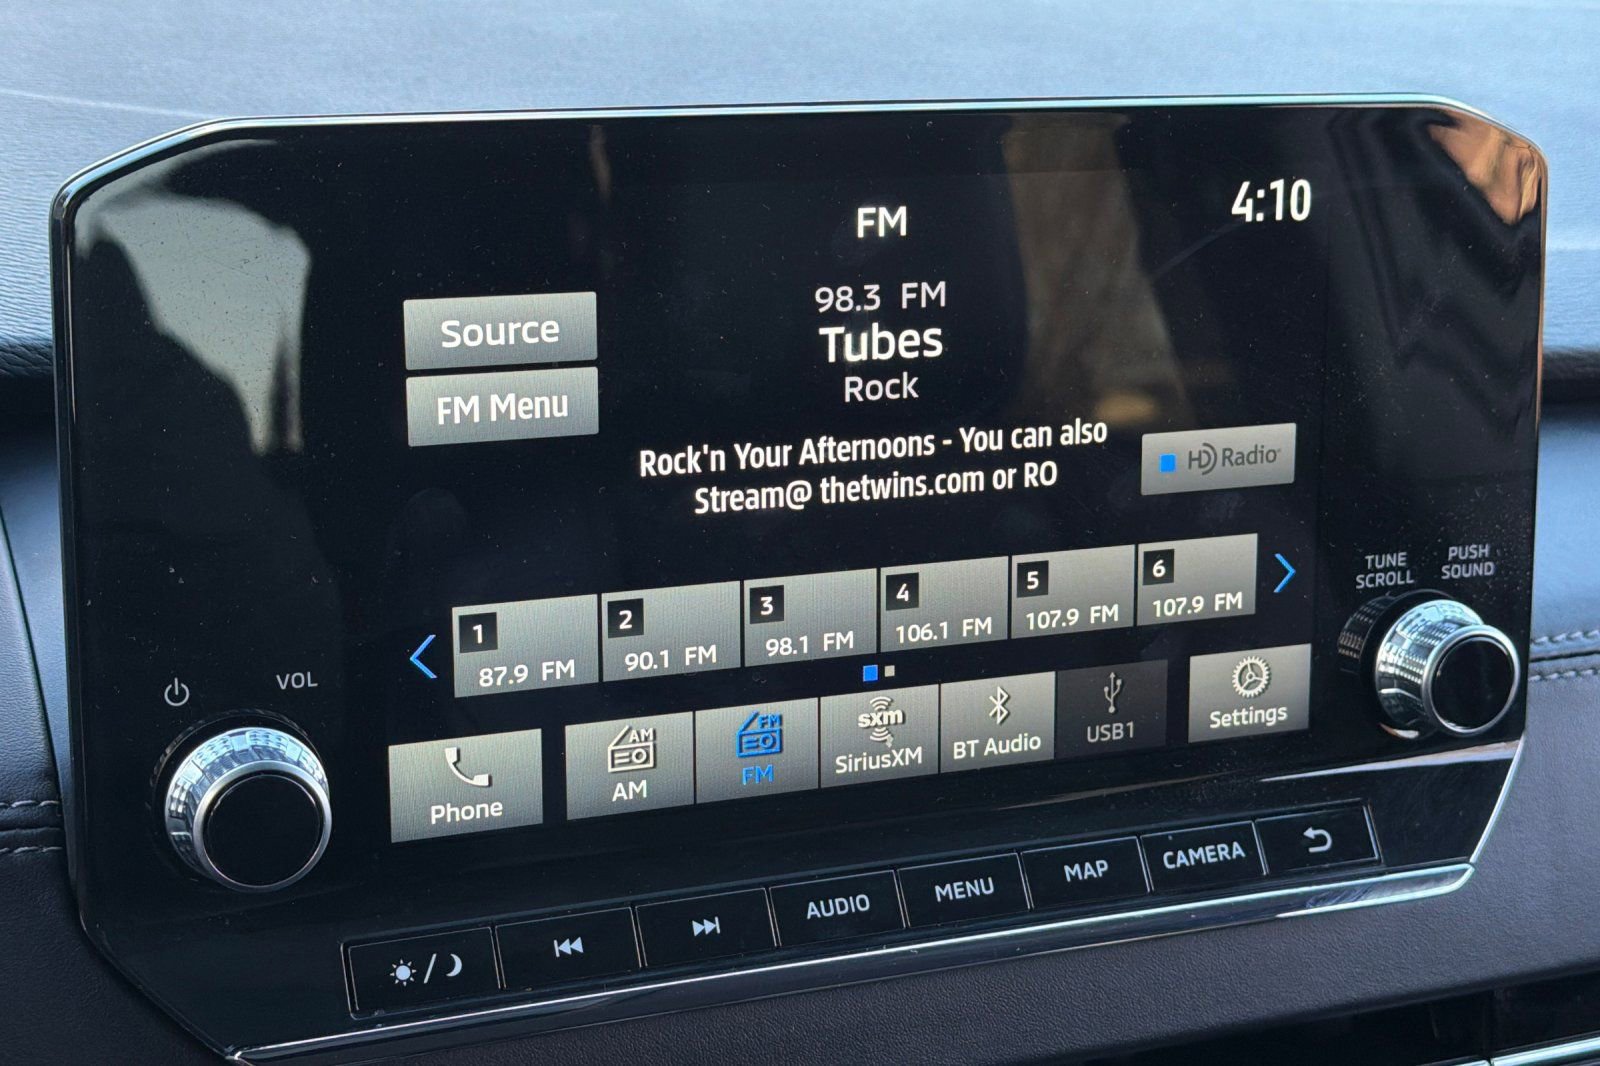 FM
4:10
98.3 FM
Tubes
Rock
Source
FM Menu
Rock'n Your Afternoons - You can also
Stream@ thetwins.com or RO
HD Radio
TUNE
SCROLL
PUSH
SOUND
1
87.9 FM
2
90.1 FM
3
98.1 FM
4
106.1 FM
5
107.9 FM
6
107.9 FM
VOL
Phone
AM
AM
FM
FM
sxm
SiriusXM
BT Audio
USB1
Settings
AUDIO
MENU
MAP
CAMERA